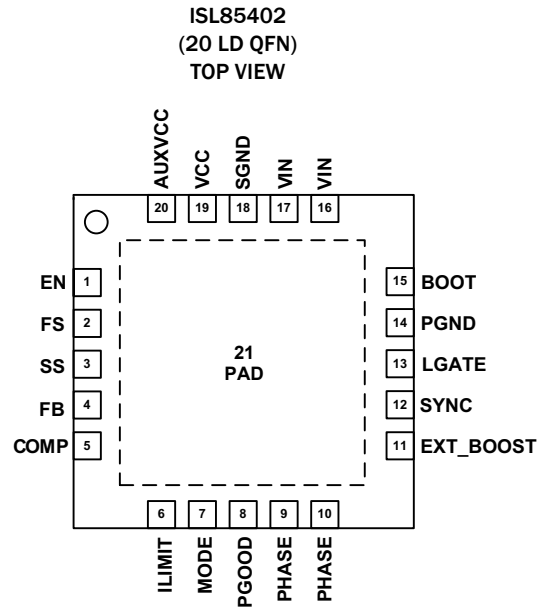 ISL85402
(20 LD QFN)
TOP VIEW
AUXVCC
VCC
SGND
VIN
VIN
20
19
18
17
16
EN 1
FS 2
SS 3
FB 4
COMP 5
21
PAD
15 BOOT
14 PGND
13 LGATE
12 SYNC
11 EXT_BOOST
6
7
8
9
10
ILIMIT
MODE
PGOOD
PHASE
PHASE